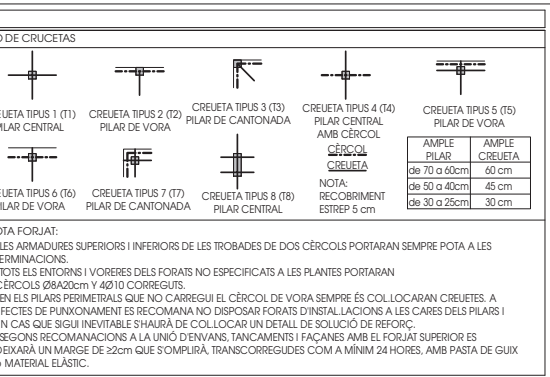 O DE CRUCETAS
EUETA TIPUS 1 (T1)
PILAR CENTRAL
CREUETA TIPUS 2 (T2)
PILAR DE VORA
CREUETA TIPUS 3 (T3)
PILAR DE CANTONADA
CREUETA TIPUS 4 (T4)
PILAR CENTRAL
AMB CÈRCOL
CREUETA TIPUS 5 (T5)
PILAR DE VORA
EUETA TIPUS 6 (T6)
PILAR DE VORA
CREUETA TIPUS 7 (T7)
PILAR DE CANTONADA
CREUETA TIPUS 8 (T8)
PILAR CENTRAL
CÈRCOL
CREUETA
NOTA:
RECOBRIMENT
ESTREP 5 cm
AMPLE PILAR AMPLE CREUETA
de 70 a 60cm 60 cm
de 50 a 40cm 45 cm
de 30 a 25cm 30 cm
OTA FORJAT:
LES ARMADURES SUPERIORS I INFERIORS DE LES TROBADES DE DOS CÈRCOLS PORTARAN SEMPRE POTA A LES
ERMINACIONS.
TOTS ELS ENTORNS I VORERES DELS FORATS NO ESPECIFICATS A LES PLANTES PORTARAN
CÈRCOLS Ø8A20cm Y 4Ø10 CORREGUTS.
EN ELS PILARS PERIMETRALS QUE NO CARREGUI EL CÈRCOL DE VORA SEMPRE ÉS COL.LOCARAN CREUETES. A
FECTES DE PUNXONAMENT ES RECOMANA NO DISPOSAR FORATS D'INSTAL.LACIONS A LES CARES DELS PILARS I
N CAS QUE SIGUI INEVITABLE S'HAURÀ DE COL.LOCAR UN DETALL DE SOLUCIÓ DE REFORÇ.
SEGONS RECOMANACIONS A LA UNIÓ D'ENVANS, TANCAMENTS I FAÇANES AMB EL FORJAT SUPERIOR ES
DEIXARÀ UN MARGE DE ≥2cm QUE S'OMPLIRÀ, TRANSCORREGUDES COM A MÍNIM 24 HORES, AMB PASTA DE GUIX
MATERIAL ELÀSTIC.